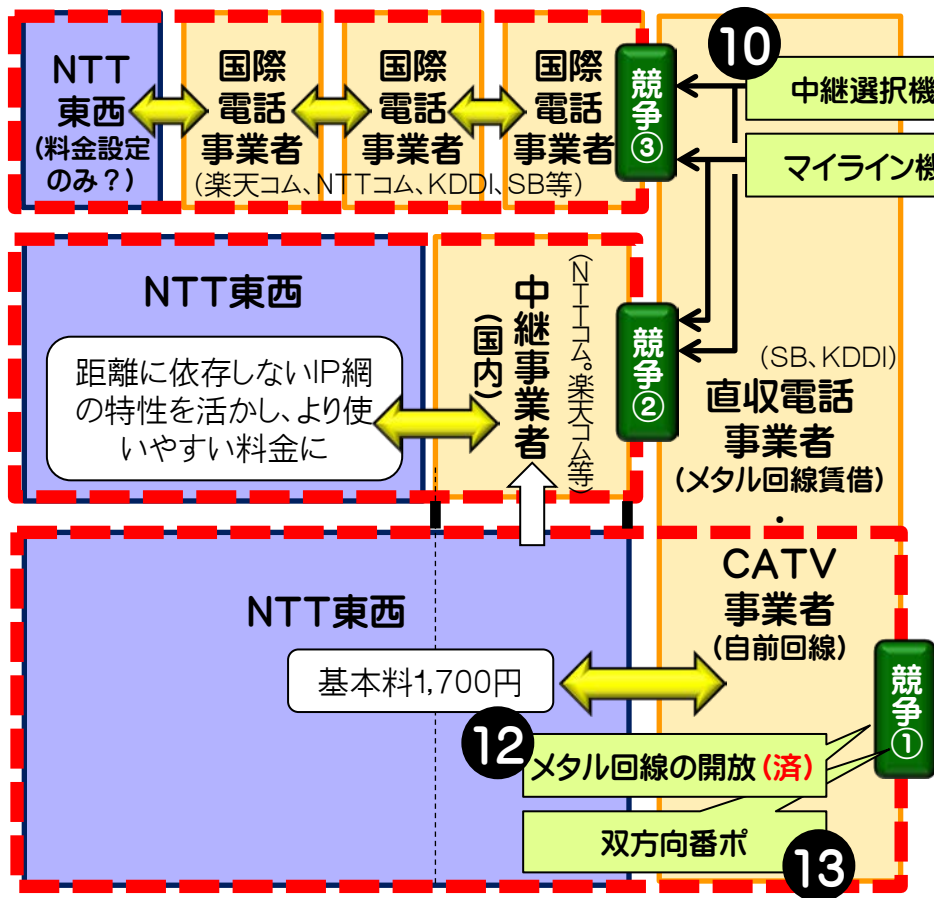 NTT
東西
(料金設定
のみ?)
国際
電話
事業者
国際
電話
事業者
国際
電話
事業者
(楽天コム、NTTコム、KDDI、SB等)
競争③
10
中継選択機
マイライン機
NTT東西
距離に依存しないIP網
の特性を活かし、より使
いやすい料金に
中継事業者
(国内)
(NTTコム。楽天コム等)
競争②
(SB、KDDI)
直収電話
事業者
(メタル回線賃借)
・
CATV
事業者
(自前回線)
NTT東西
基本料1,700円
競争①
12
メタル回線の開放(済)
双方向番ポ
13